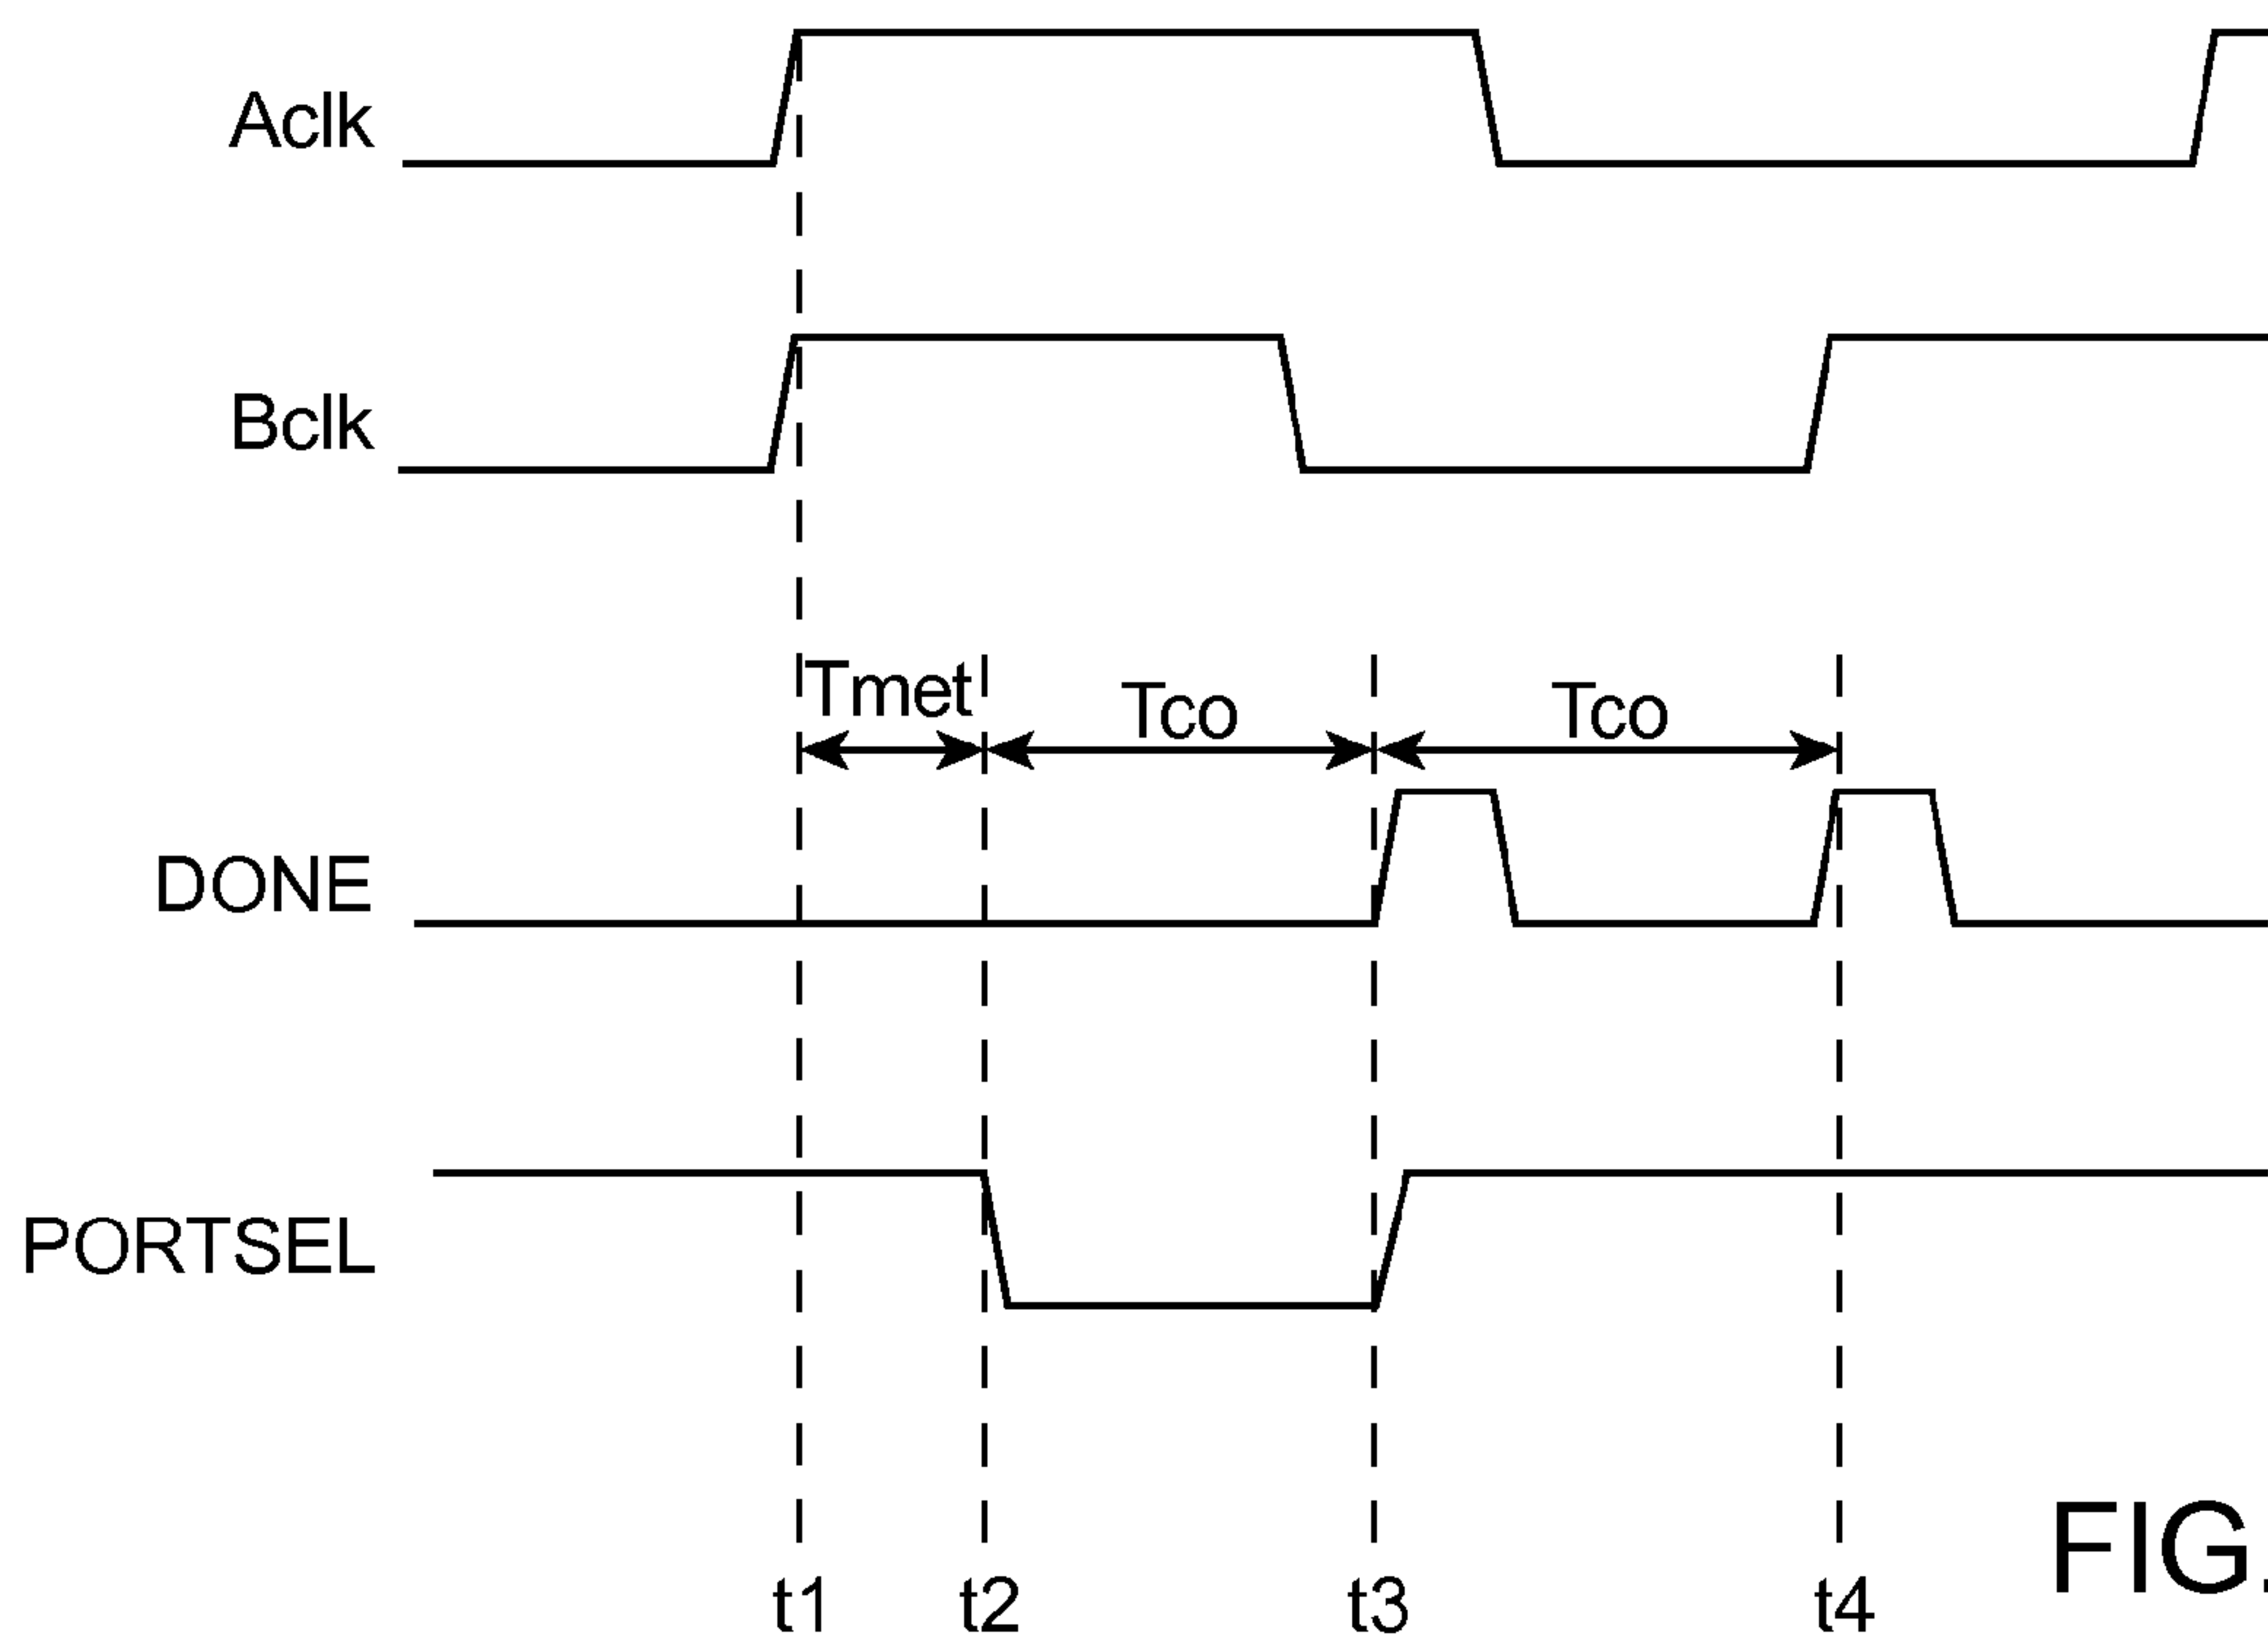 Aclk
Bclk
Tmet Tco Tco
DONE
PORTSEL
t1 t2 t3 t4
FIG.